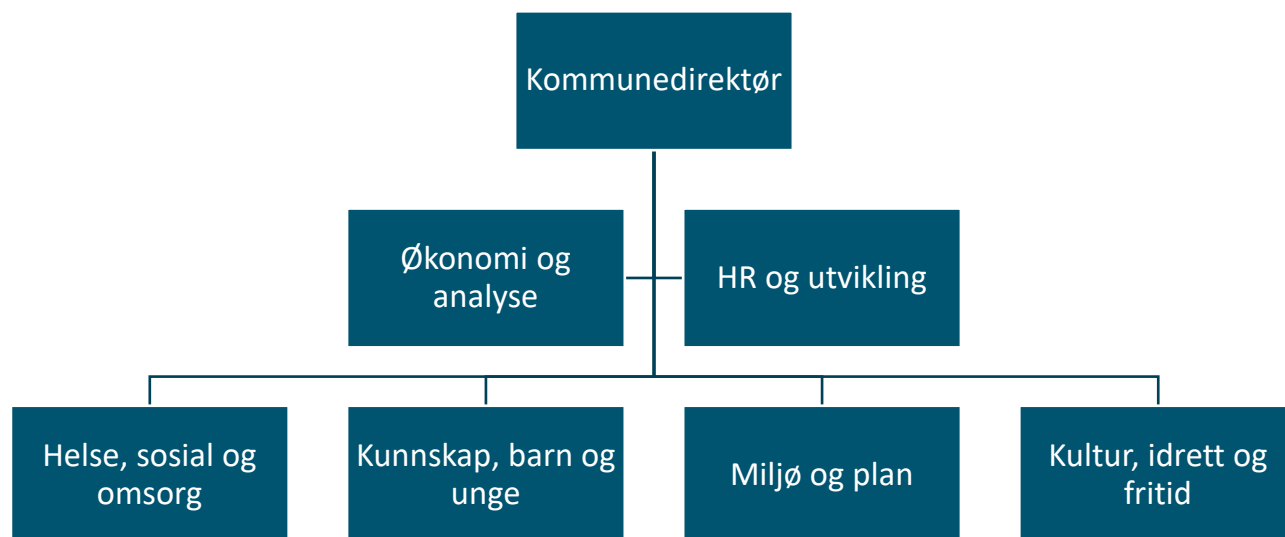 Kommunedirektør
Økonomi og
analyse
HR og utvikling
Helse, sosial og
omsorg
Kunnskap, barn og
unge
Miljø og plan
Kultur, idrett og
fritid